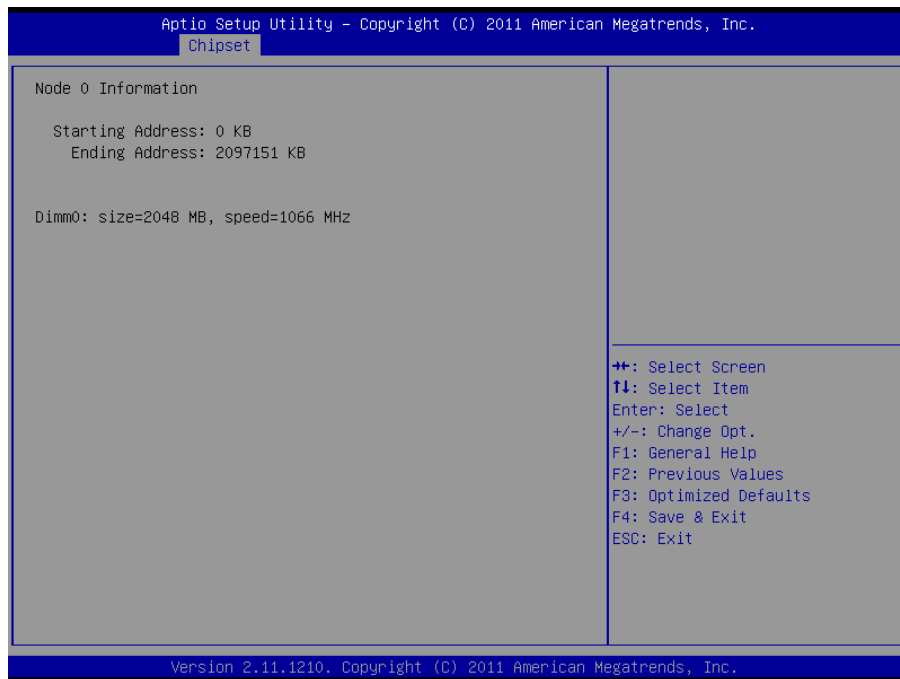 Aptio Setup Utility – Copyright (C) 2011 American Megatrends, Inc.
Chipset
Node 0 Information
Starting Address: 0 KB
Ending Address: 2097151 KB
Dimm0: size=2048 MB, speed=1066 MHz
→←: Select Screen
↑↓: Select Item
Enter: Select
+/-: Change Opt.
F1: General Help
F2: Previous Values
F3: Optimized Defaults
F4: Save & Exit
ESC: Exit
Version 2.11.1210. Copyright (C) 2011 American Megatrends, Inc.